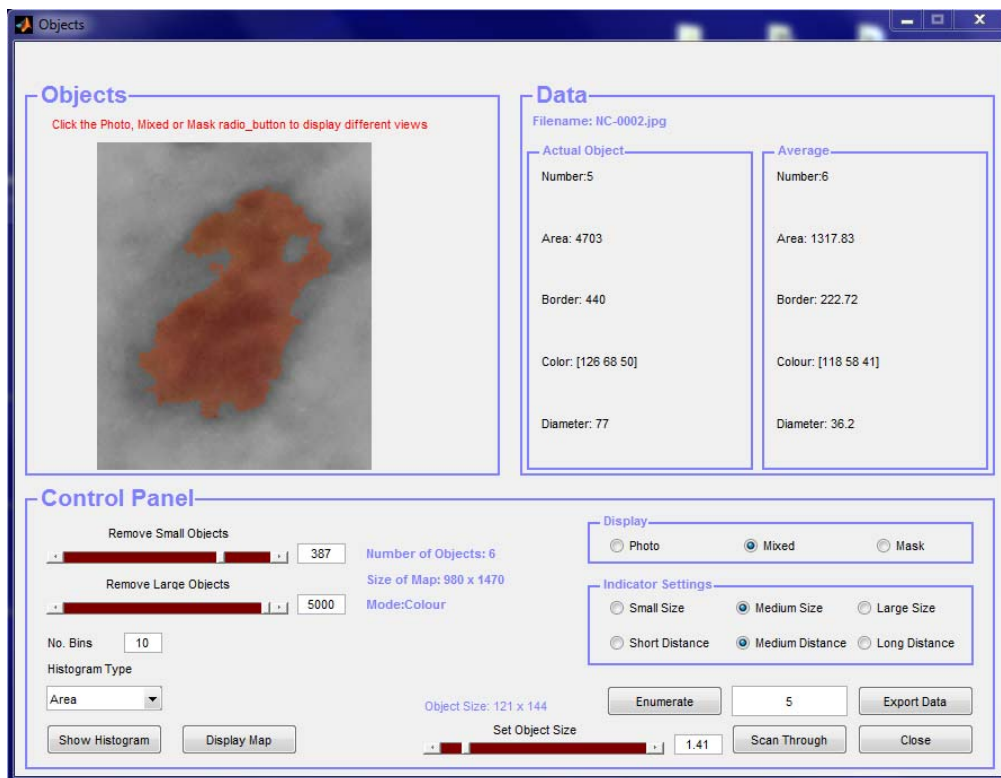 Objects
Objects
Click the Photo, Mixed or Mask radio_button to display different views
Data
Filename: NC-0002.jpg
Actual Object
Number:5
Area: 4703
Border: 440
Color: [126 68 50]
Diameter: 77
Average
Number:6
Area: 1317.83
Border: 222.72
Colour: [118 58 41]
Diameter: 36.2
Control Panel
Remove Small Objects
387
Remove Large Objects
5000
No. Bins 10
Histogram Type
Area
Show Histogram Display Map
Number of Objects: 6
Size of Map: 980 x 1470
Mode:Colour
Display
Photo Mixed Mask
Indicator Settings
Small Size Medium Size Large Size
Short Distance Medium Distance Long Distance
Object Size: 121 x 144
Set Object Size
1.41
Enumerate 5 Export Data
Scan Through Close